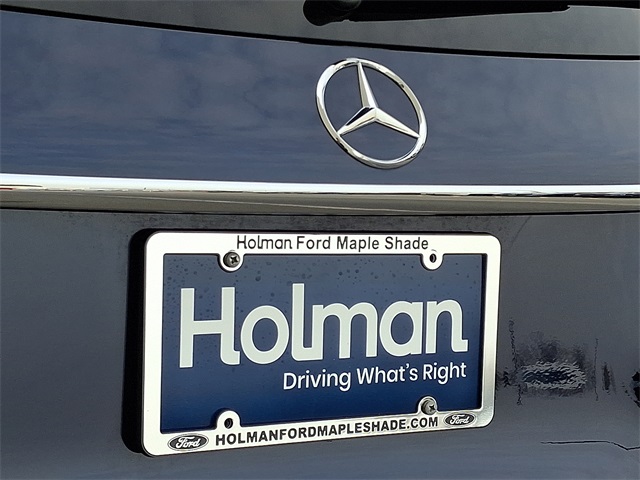 Holman Ford Maple Shade
Holman
Driving What's Right
Ford HOLMANFORDMAPLESHADE.COM Ford